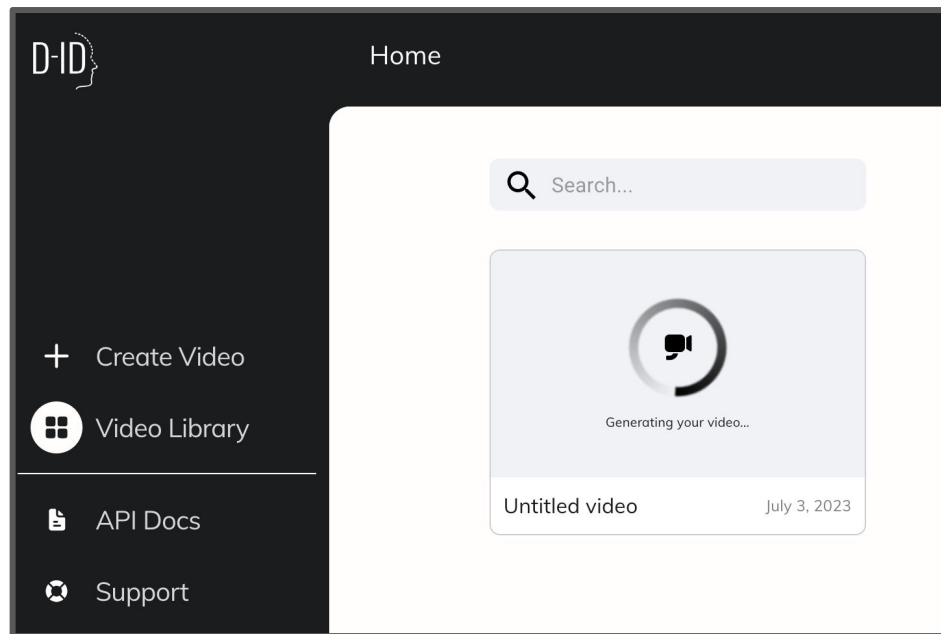 D-ID
Home
Search...
Generating your video...
Untitled video
July 3, 2023
Create Video
Video Library
API Docs
Support